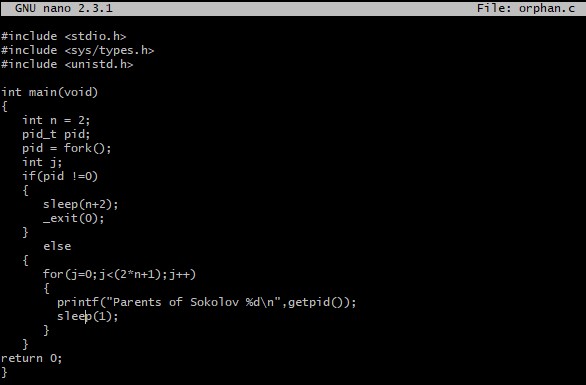 GNU nano 2.3.1 File: orphan.c
#include <stdio.h>
#include <sys/types.h>
#include <unistd.h>
int main(void)
{
int n = 2;
pid_t pid;
pid = fork();
int j;
if(pid !=0)
{
sleep(n+2);
_exit(0);
}
else
{
for(j=0;j<(2*n+1);j++)
{
printf("Parents of Sokolov %d\n",getpid());
sleep(1);
}
}
return 0;
}